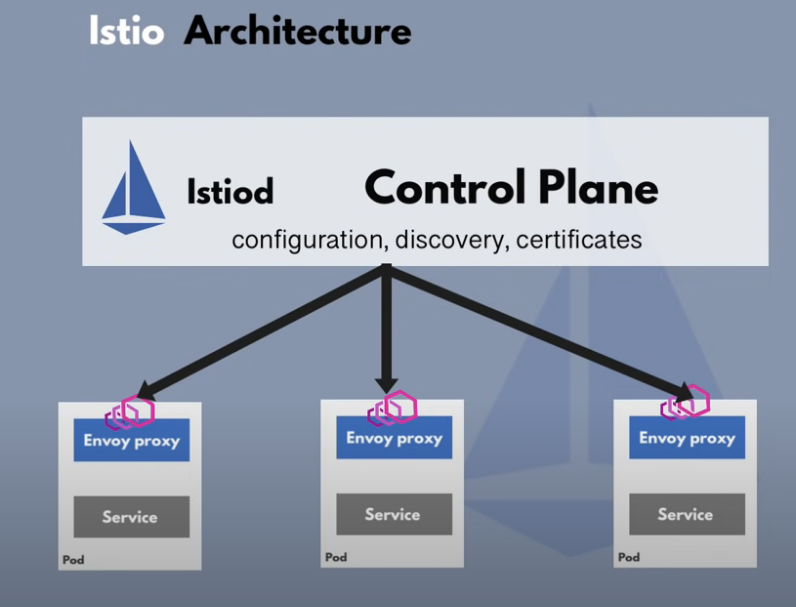 Istio Architecture
Istiod Control Plane
configuration, discovery, certificates
Envoy proxy
Service
Pod
Envoy proxy
Service
Pod
Envoy proxy
Service
Pod